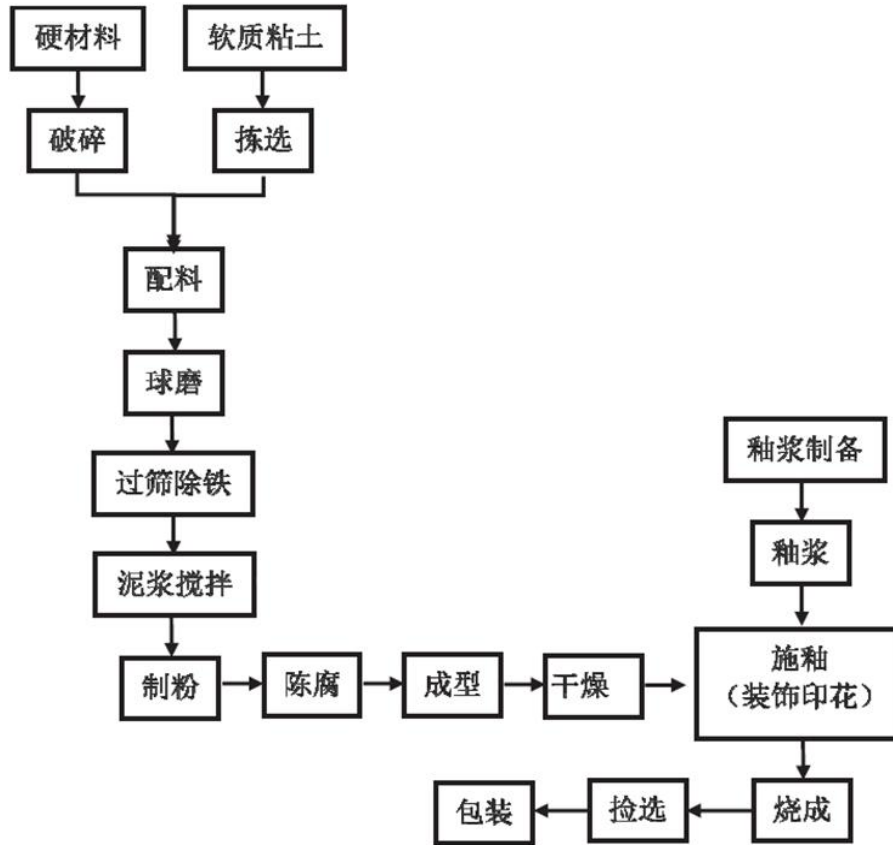 硬材料
软质粘土
破碎
拣选
配料
球磨
过筛除铁
釉浆制备
泥浆搅拌
釉浆
制粉
陈腐
成型
干燥
施釉
（装饰印花）
包装
捡选
烧成